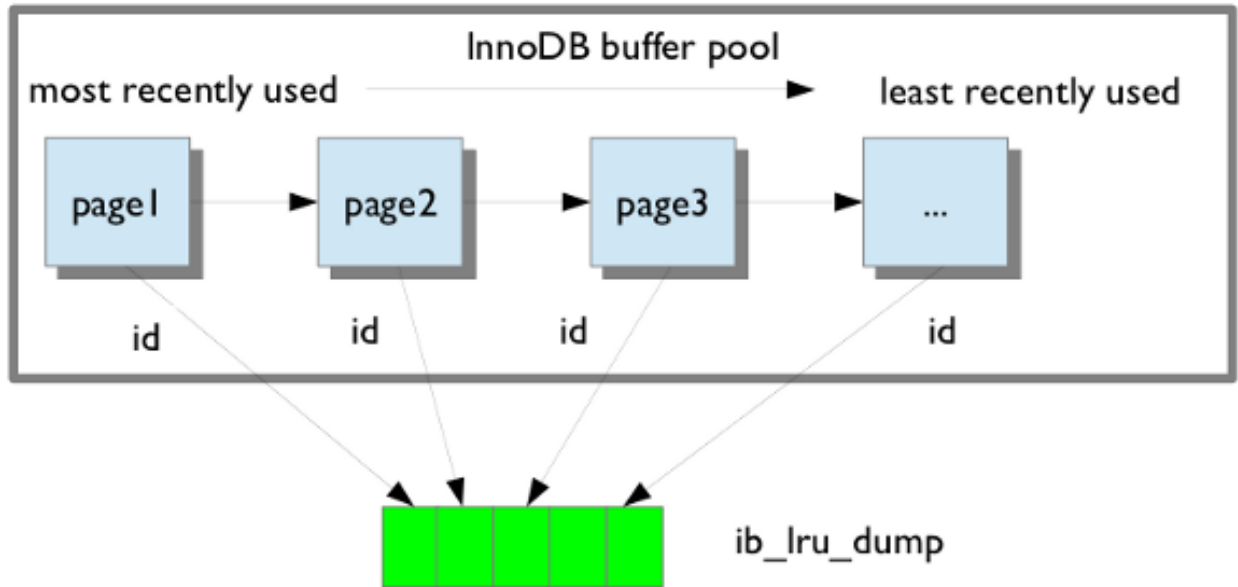 InnoDB buffer pool
most recently used
least recently used
page1
page2
page3
...
id
id
id
id
ib_lru_dump